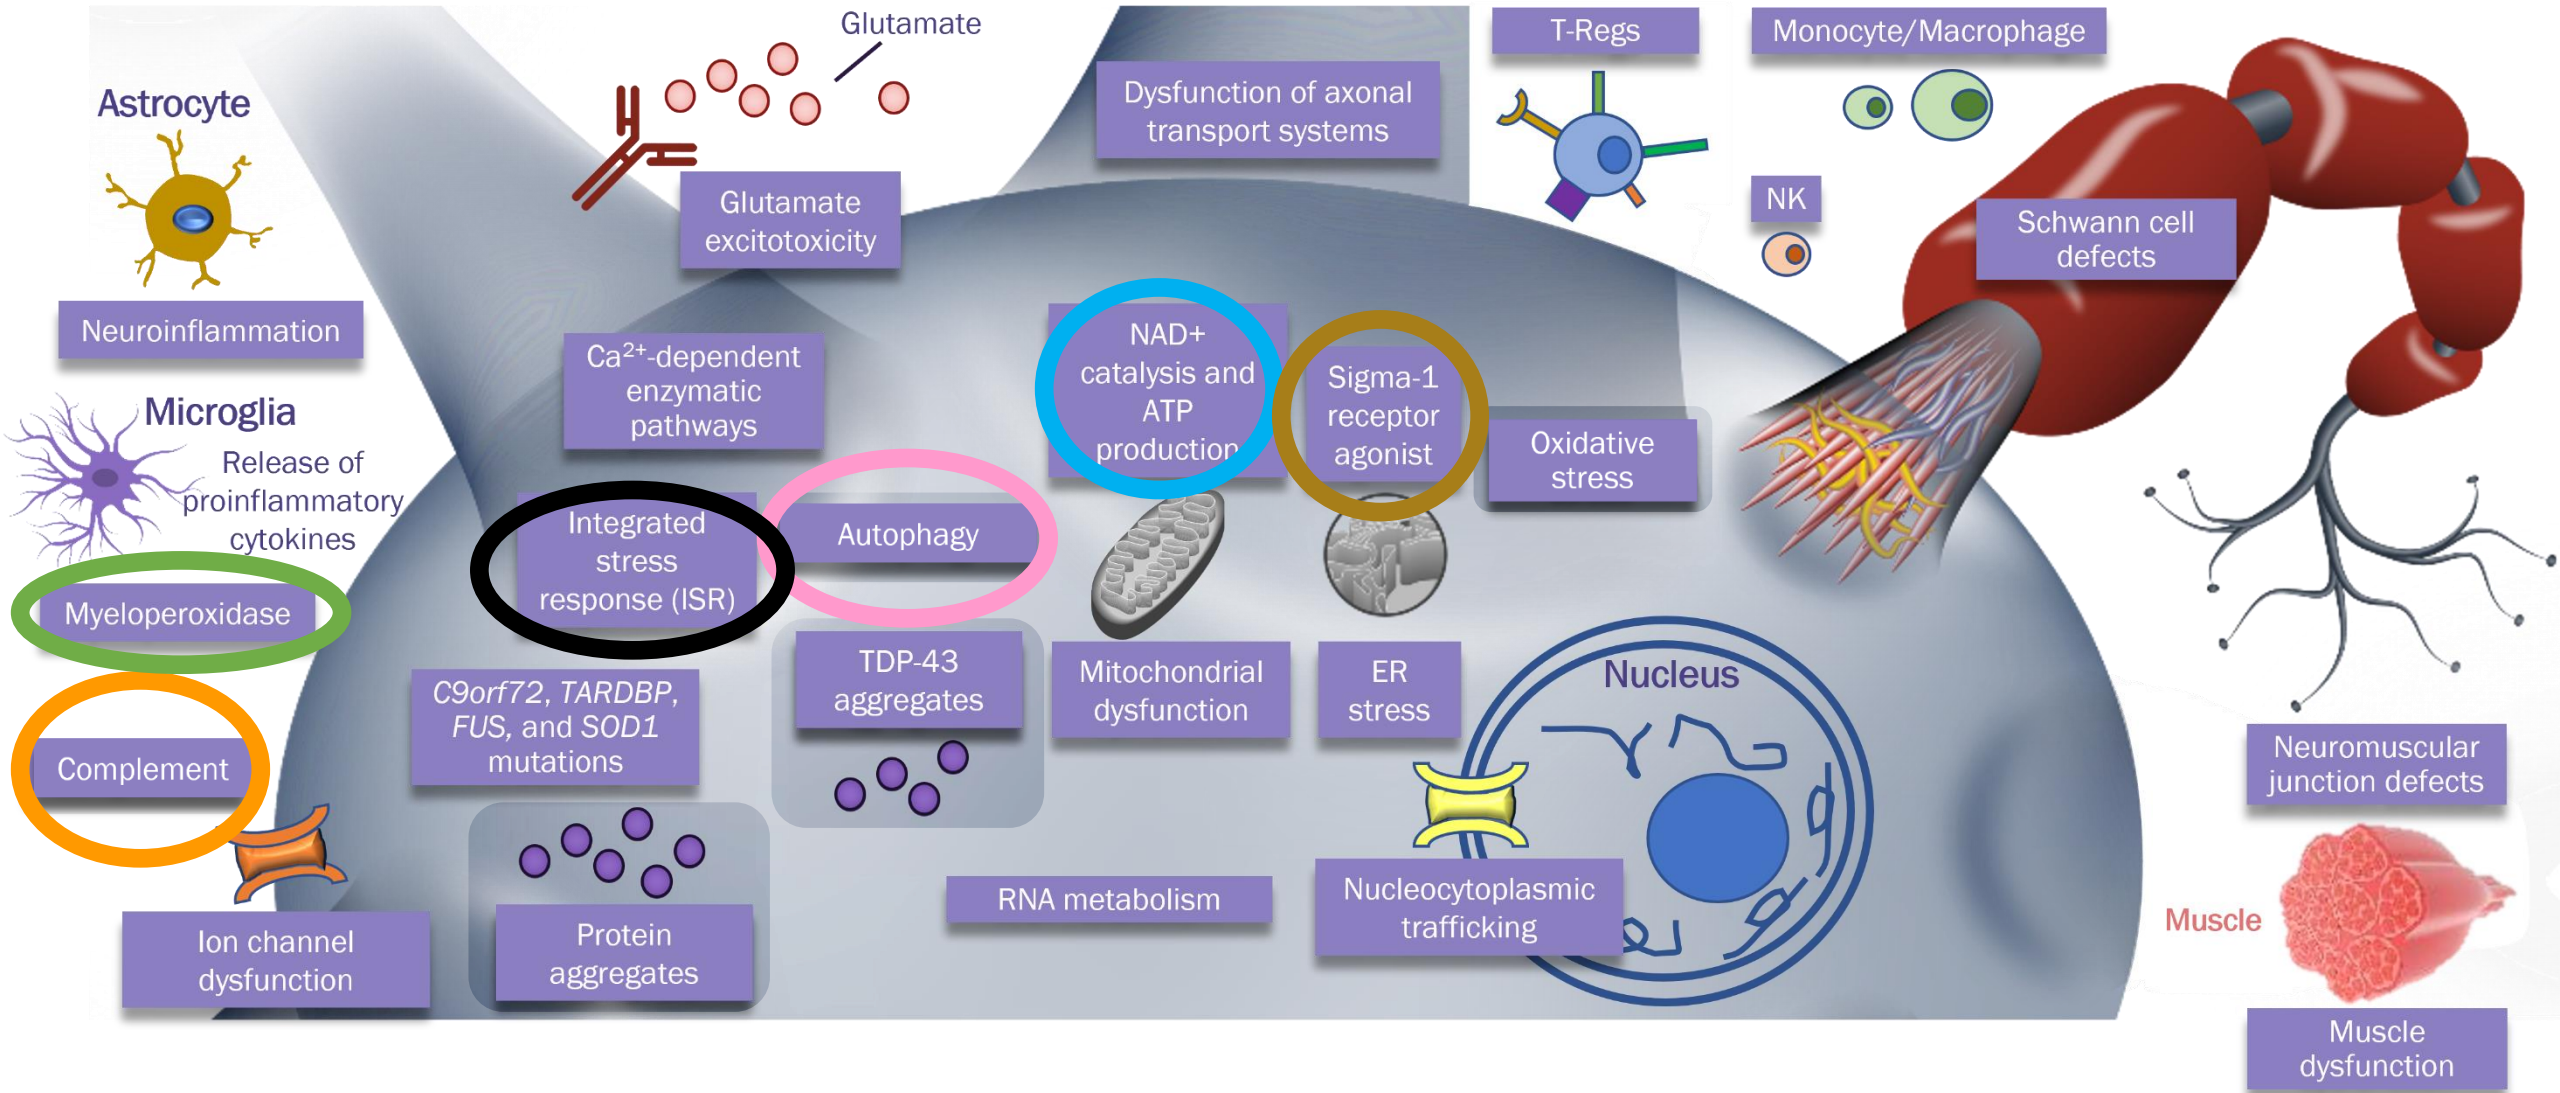 Glutamate
T-Regs
Monocyte/Macrophage
Astrocyte
Dysfunction of axonal
transport systems
NK
Glutamate
excitotoxicity
Schwann cell
defects
Neuroinflammation
Ca²⁺-dependent
enzymatic
pathways
NAD+
catalysis and
ATP
production
Sigma-1
receptor
agonist
Oxidative
stress
Microglia
Release of
proinflammatory
cytokines
Integrated
stress
response (ISR)
Autophagy
Myeloperoxidase
C9orf72, TARDBP,
FUS, and SOD1
mutations
TDP-43
aggregates
Mitochondrial
dysfunction
ER
stress
Nucleus
Complement
Neuromuscular
junction defects
Ion channel
dysfunction
Protein
aggregates
RNA metabolism
Nucleocytoplasmic
trafficking
Muscle
Muscle
dysfunction